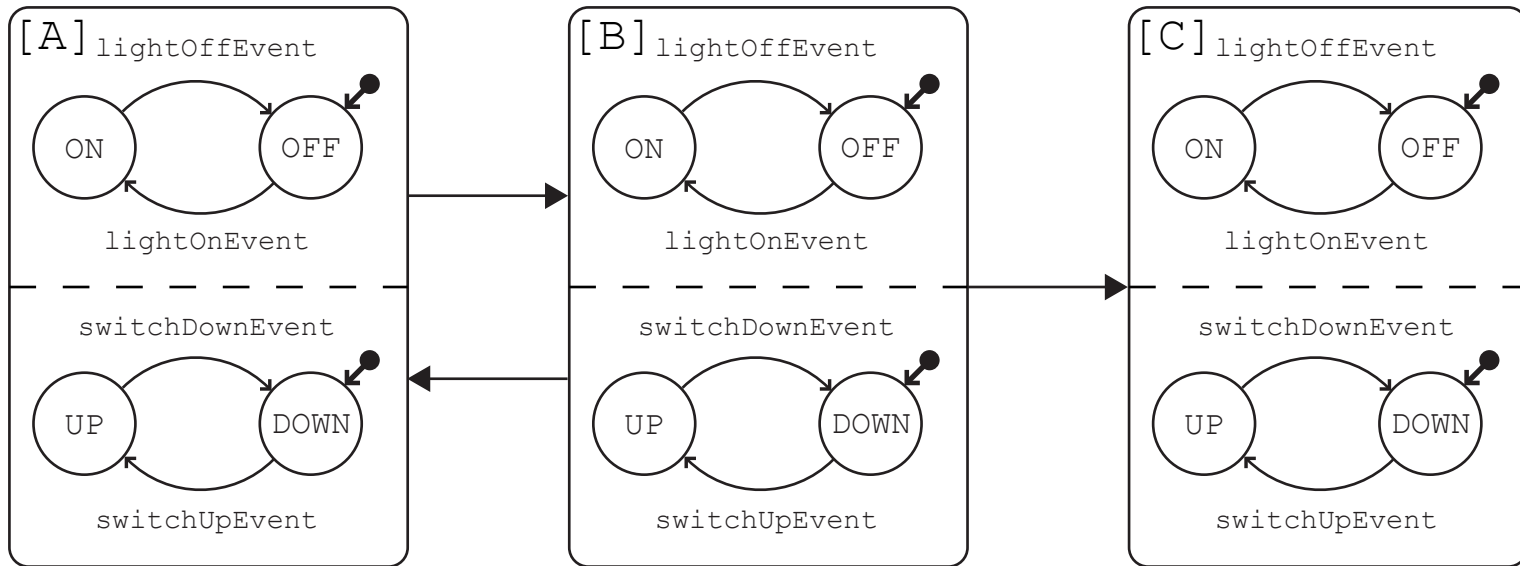 [A] lightOffEvent
ON
OFF
lightOnEvent
switchDownEvent
UP
DOWN
switchUpEvent
[B] lightOffEvent
ON
OFF
lightOnEvent
switchDownEvent
UP
DOWN
switchUpEvent
[C] lightOffEvent
ON
OFF
lightOnEvent
switchDownEvent
UP
DOWN
switchUpEvent